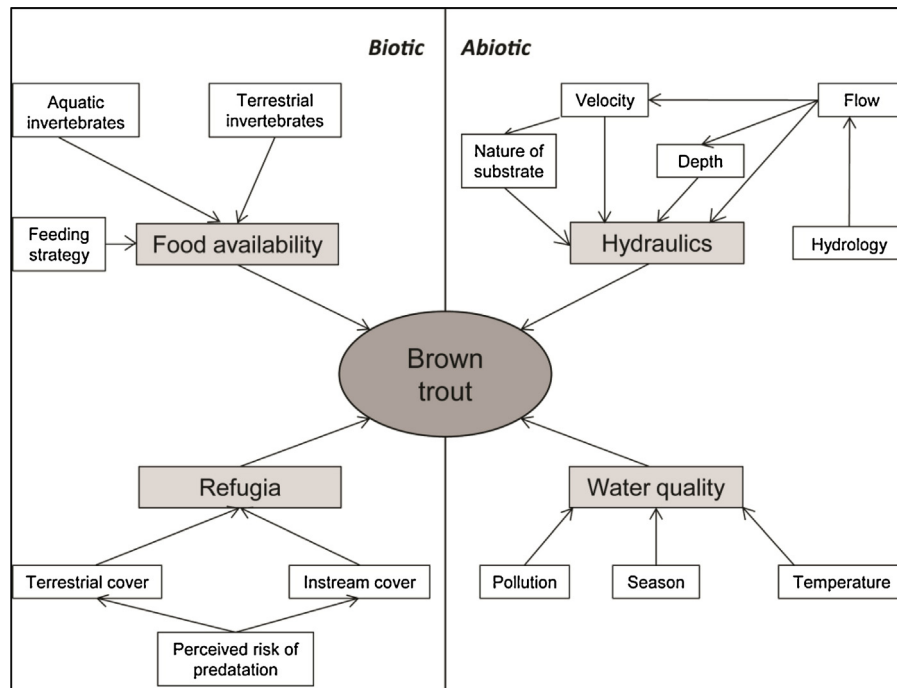 Biotic
Abiotic
Aquatic
invertebrates
Terrestrial
invertebrates
Velocity
Flow
Nature of
substrate
Depth
Feeding
strategy
Food availability
Hydraulics
Hydrology
Brown
trout
Refugia
Water quality
Terrestrial cover
Instream cover
Pollution
Season
Temperature
Perceived risk of
predatation